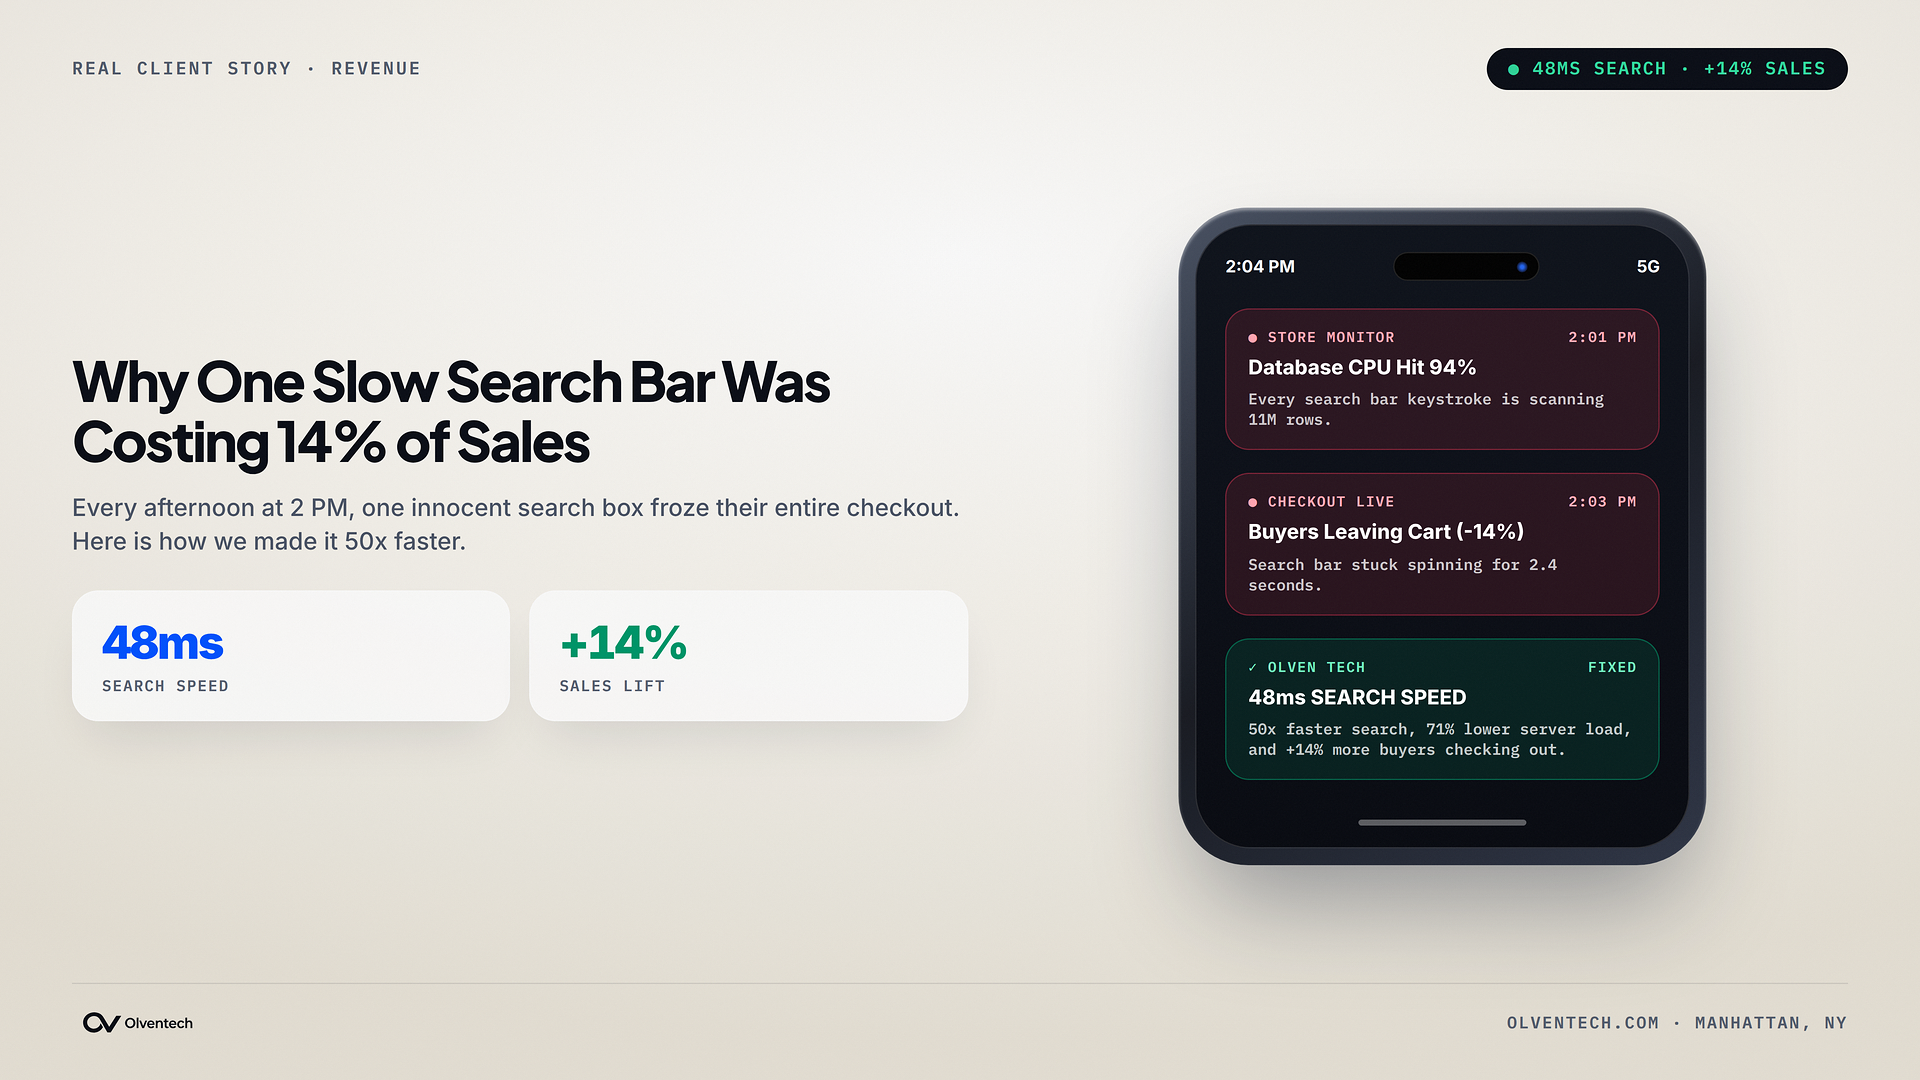 REAL CLIENT STORY · REVENUE
48MS SEARCH · +14% SALES
Why One Slow Search Bar Was
Costing 14% of Sales
Every afternoon at 2 PM, one innocent search box froze their entire checkout.
Here is how we made it 50x faster.
48ms
SEARCH SPEED
+14%
SALES LIFT
2:04 PM
5G
STORE MONITOR
2:01 PM
Database CPU Hit 94%
Every search bar keystroke is scanning
11M rows.
CHECKOUT LIVE
2:03 PM
Buyers Leaving Cart (-14%)
Search bar stuck spinning for 2.4
seconds.
✓ OLVEN TECH
FIXED
48ms SEARCH SPEED
50x faster search, 71% lower server load,
and +14% more buyers checking out.
Olventech
OLVENTECH.COM · MANHATTAN, NY